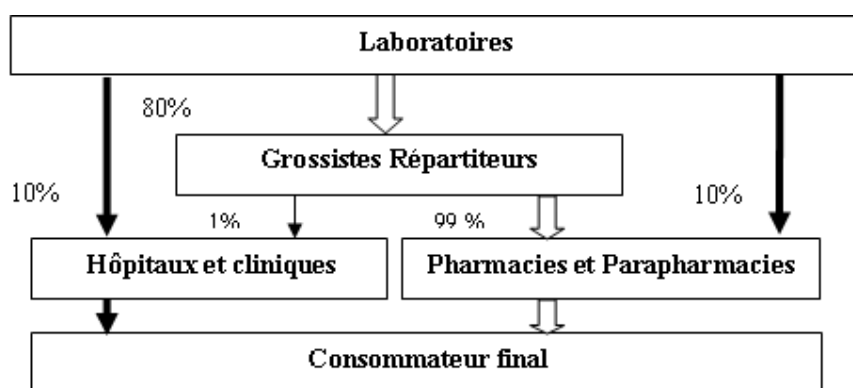 Laboratoires
80%
Grossistes Répartiteurs
10%
1%
99 %
10%
Hôpitaux et cliniques
Pharmacies et Parapharmacies
Consommateur final